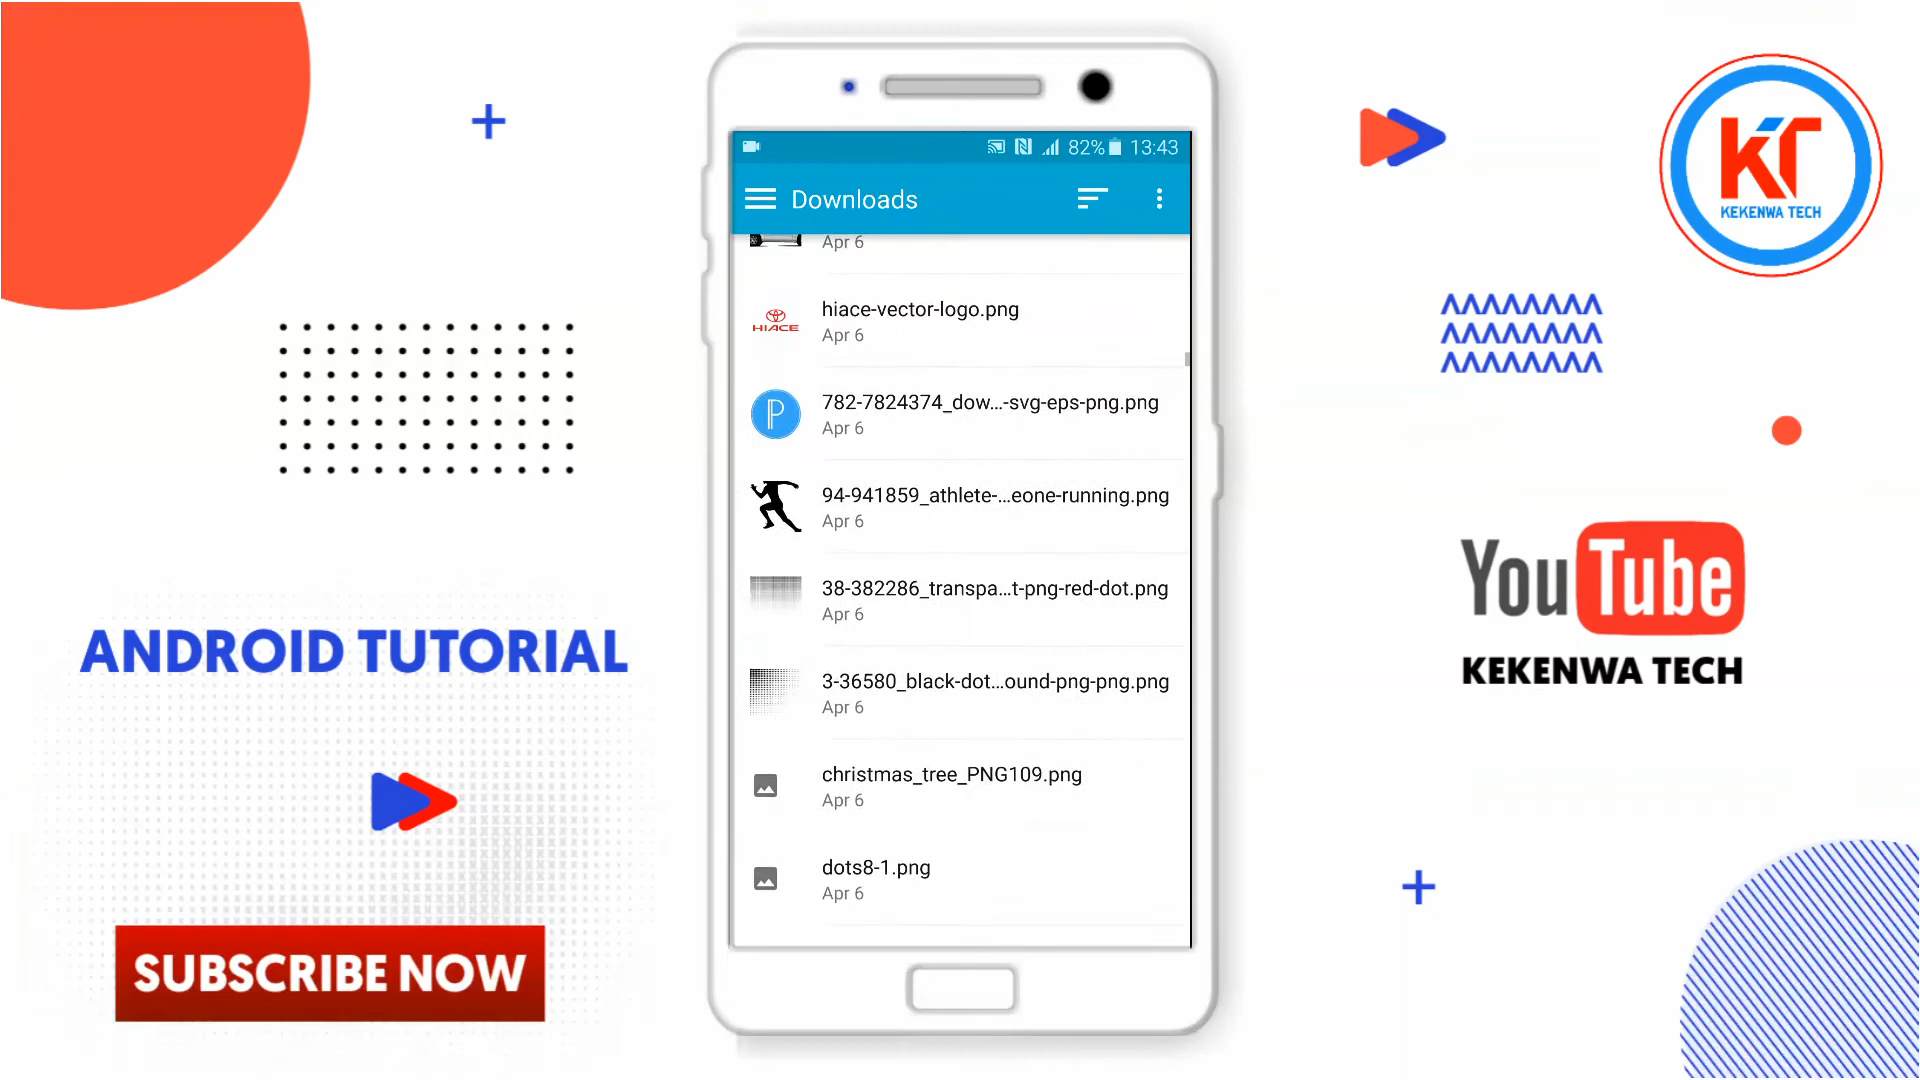 82% 13:43
Downloads
Apr 6
HIACE
hiace-vector-logo.png
Apr 6
P
782-7824374_dow...-svg-eps-png.png
Apr 6
94-941859_athlete-...eone-running.png
Apr 6
38-382286_transpa...t-png-red-dot.png
Apr 6
3-36580_black-dot...ound-png-png.png
Apr 6
christmas_tree_PNG109.png
Apr 6
dots8-1.png
Apr 6
ANDROID TUTORIAL
SUBSCRIBE NOW
KT
KEKENWA TECH
YouTube
KEKENWA TECH